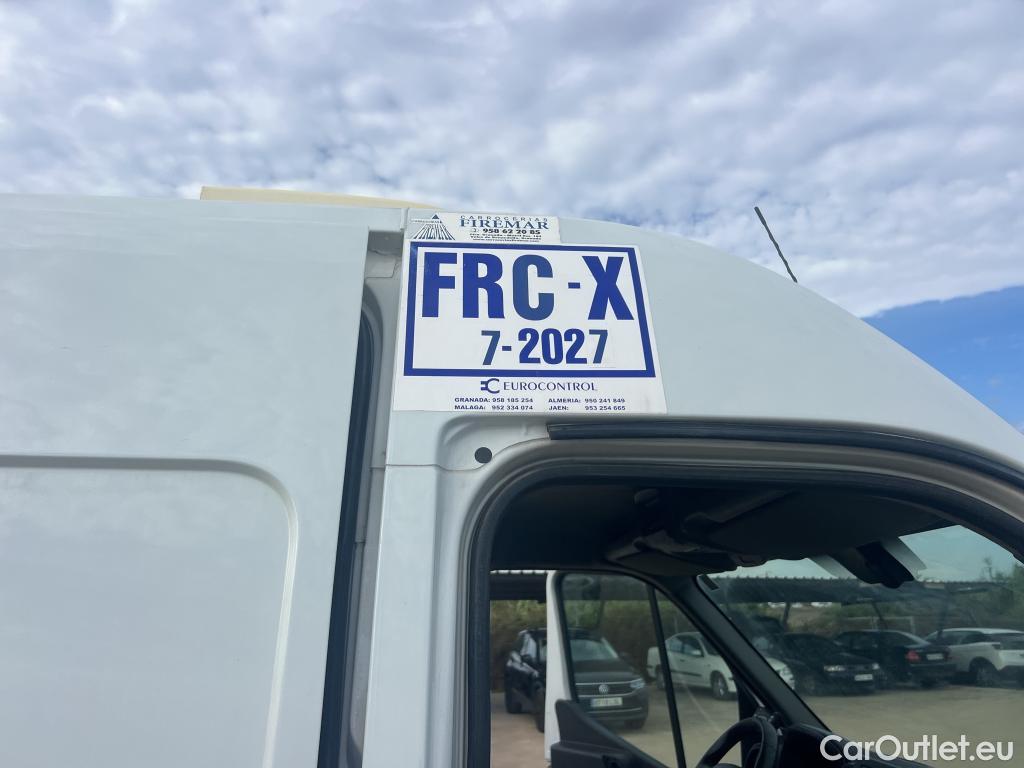 CARROCERIAS
FIREMAR
958 62 20 85
FRC-X
7-2027
EUROCONTROL
GRANADA: 958 185 254 ALMERIA: 950 241 849
MALAGA: 952 334 074 JAEN: 953 254 665
CarOutlet.eu